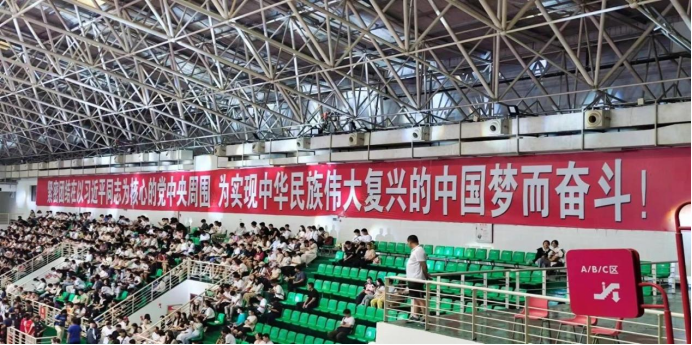 紧密团结在以习近平同志为核心的党中央周围 为实现中华民族伟大复兴的中国梦而奋斗！
A/B/C区